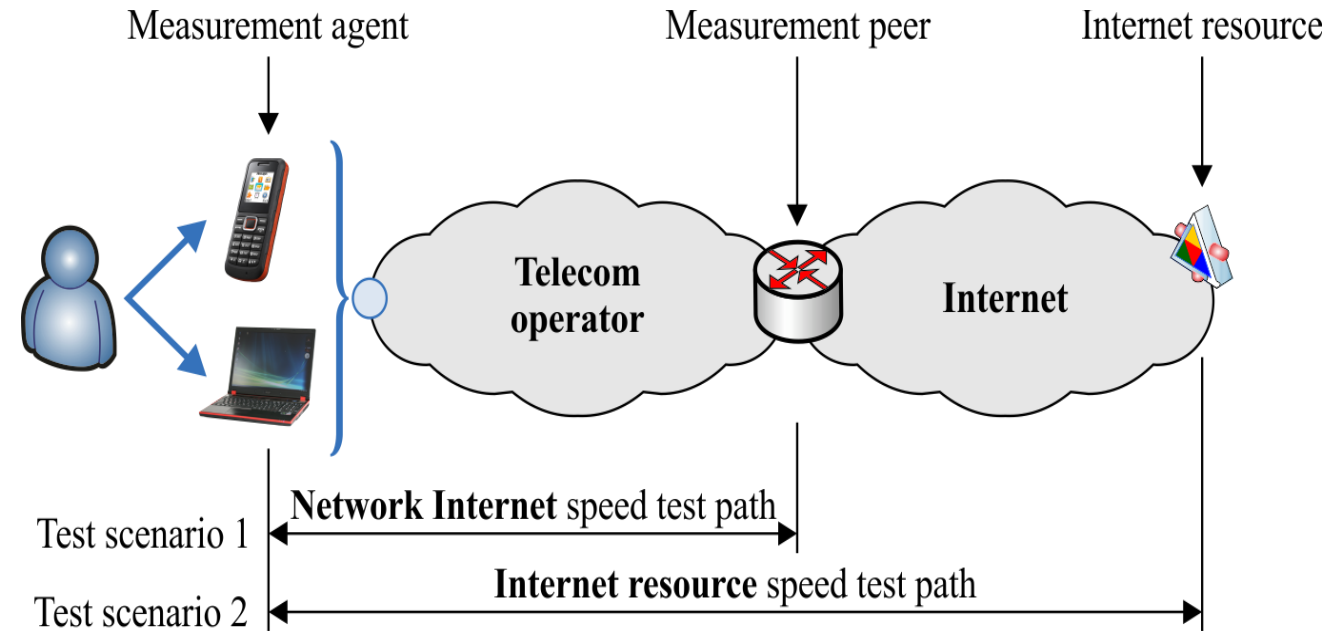 Measurement agent
Measurement peer
Internet resource
Telecom
operator
Internet
Network Internet speed test path
Test scenario 1
Internet resource speed test path
Test scenario 2